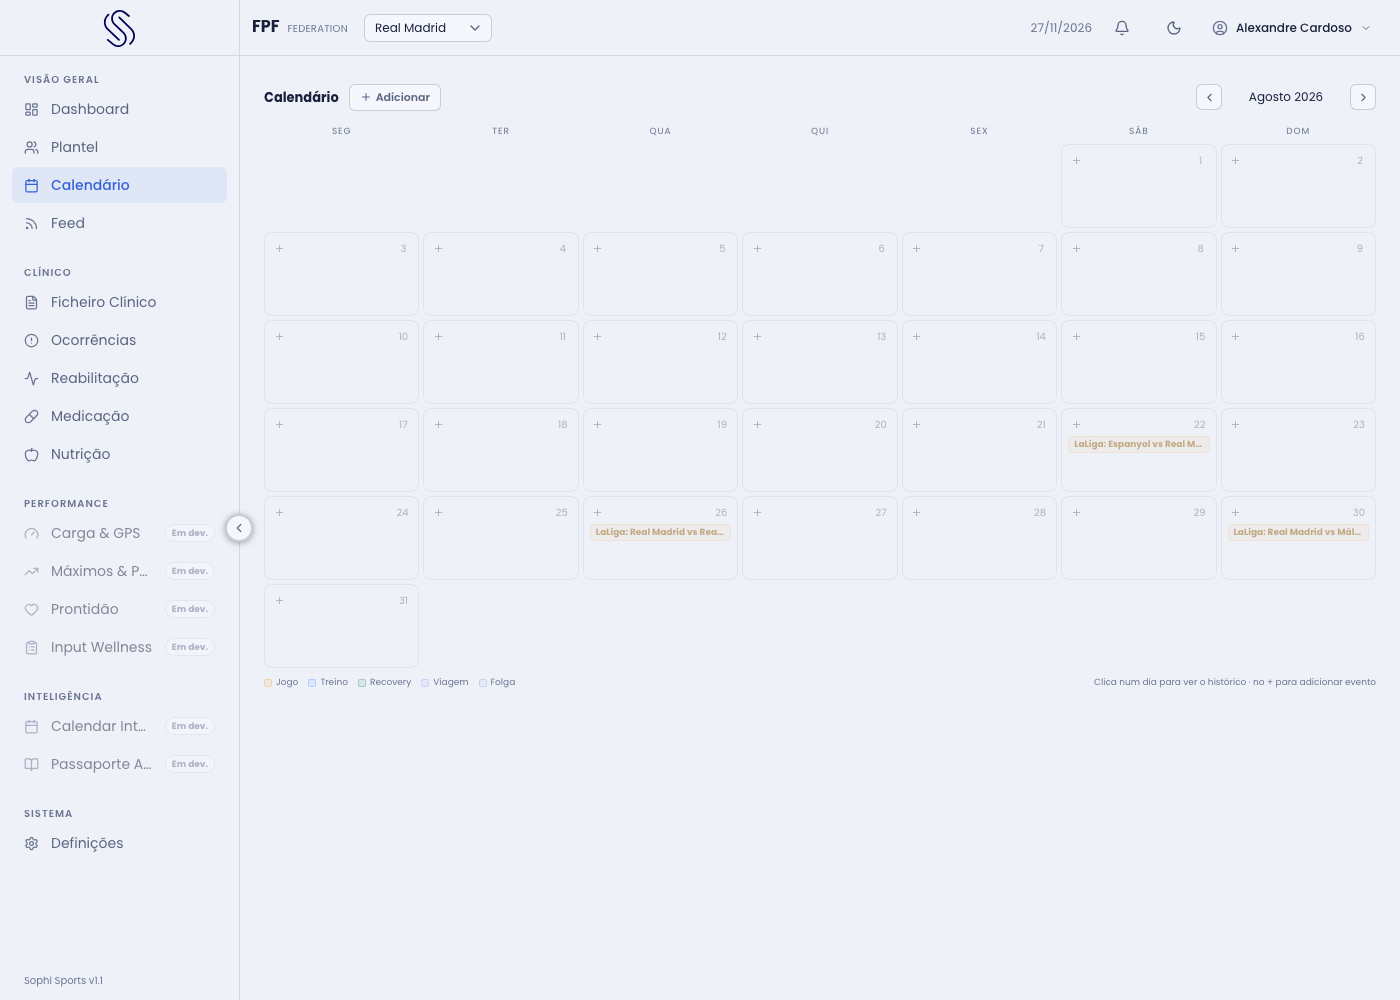 FPF FEDERATION Real Madrid 27/11/2026 Alexandre Cardoso
VISÃO GERAL
Dashboard
Plantel
Calendário
Feed
CLÍNICO
Ficheiro Clínico
Ocorrências
Reabilitação
Medicação
Nutrição
PERFORMANCE
Carga & GPS Em dev.
Máximos & P... Em dev.
Prontidão Em dev.
Input Wellness Em dev.
INTELIGÊNCIA
Calendar Int... Em dev.
Passaporte A... Em dev.
SISTEMA
Definições
Sophi Sports v1.1
Calendário + Adicionar Agosto 2026
SEG TER QUA QUI SEX SÁB DOM
+ 1 + 2
+ 3 + 4 + 5 + 6 + 7 + 8 + 9
+ 10 + 11 + 12 + 13 + 14 + 15 + 16
+ 17 + 18 + 19 + 20 + 21 + 22 + 23
LaLiga: Espanyol vs Real M...
+ 24 + 25 + 26 + 27 + 28 + 29 + 30
LaLiga: Real Madrid vs Rea... LaLiga: Real Madrid vs Mál...
+ 31
Jogo Treino Recovery Viagem Folga Clica num dia para ver o histórico · no + para adicionar evento